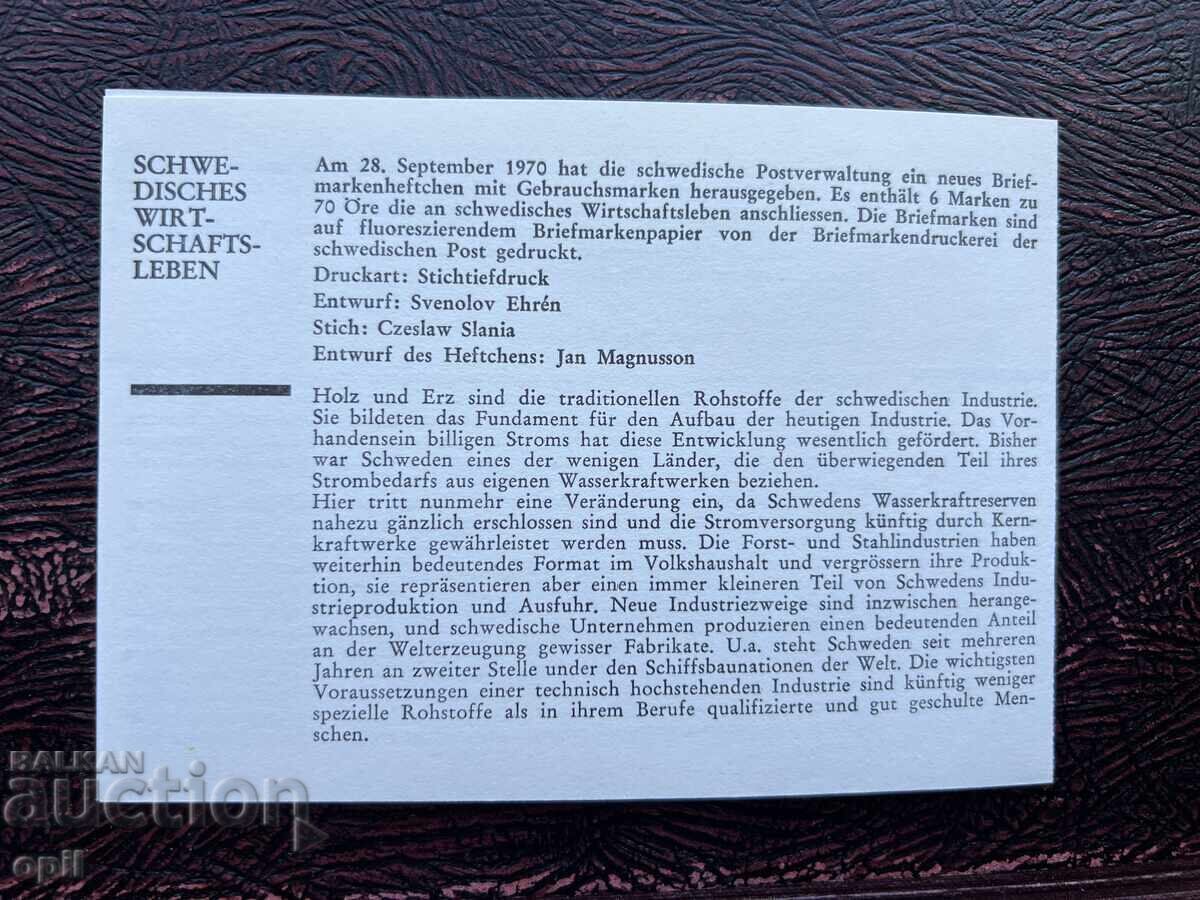 SCHWE-
DISCHES
WIRT-
SCHAFTS-
LEBEN
Am 28. September 1970 hat die schwedische Postverwaltung ein neues Brief-
markenheftchen mit Gebrauchsmarken herausgegeben. Es enthält 6 Marken zu
70 Öre die an schwedisches Wirtschaftsleben anschliessen. Die Briefmarken sind
auf fluoreszierendem Briefmarkenpapier von der Briefmarkendruckerei der
schwedischen Post gedruckt.
Druckart: Stichtiefdruck
Entwurf: Svenolov Ehrén
Stich: Czeslaw Slania
Entwurf des Heftchens: Jan Magnusson
Holz und Erz sind die traditionellen Rohstoffe der schwedischen Industrie.
Sie bildeten das Fundament für den Aufbau der heutigen Industrie. Das Vor-
handensein billigen Stroms hat diese Entwicklung wesentlich gefördert. Bisher
war Schweden eines der wenigen Länder, die den überwiegenden Teil ihres
Strombedarfs aus eigenen Wasserkraftwerken beziehen.
Hier tritt nunmehr eine Veränderung ein, da Schwedens Wasserkraftreserven
nahezu gänzlich erschlossen sind und die Stromversorgung künftig durch Kern-
kraftwerke gewährleistet werden muss. Die Forst- und Stahlindustrien haben
weiterhin bedeutendes Format im Volkshaushalt und vergrössern ihre Produk-
tion, sie repräsentieren aber einen immer kleineren Teil von Schwedens Indu-
strieproduktion und Ausfuhr. Neue Industriezweige sind inzwischen herange-
wachsen, und schwedische Unternehmen produzieren einen bedeutenden Anteil
an der Welterzeugung gewisser Fabrikate. U.a. steht Schweden seit mehreren
Jahren an zweiter Stelle unter den Schiffsbaunationen der Welt. Die wichtigsten
Voraussetzungen einer technisch hochstehenden Industrie sind künftig weniger
spezielle Rohstoffe als in ihrem Berufe qualifizierte und gut geschulte Men-
schen.
BALKAN
auction
opil